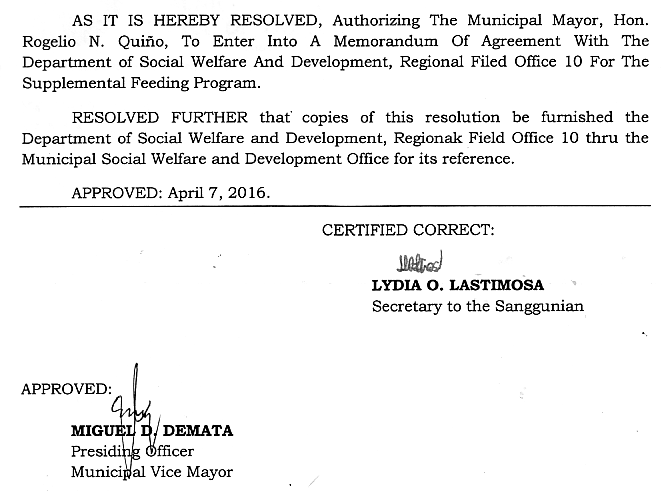 AS IT IS HEREBY RESOLVED, Authorizing The Municipal Mayor, Hon.
Rogelio N. Quiño, To Enter Into A Memorandum Of Agreement With The
Department of Social Welfare And Development, Regional Filed Office 10 For The
Supplemental Feeding Program.
RESOLVED FURTHER that copies of this resolution be furnished the
Department of Social Welfare and Development, Regionak Field Office 10 thru the
Municipal Social Welfare and Development Office for its reference.
APPROVED: April 7, 2016.
CERTIFIED CORRECT:
LYDIA O. LASTIMOSA
Secretary to the Sanggunian
APPROVED:
MIGUEL D. DEMATA
Presiding Officer
Municipal Vice Mayor